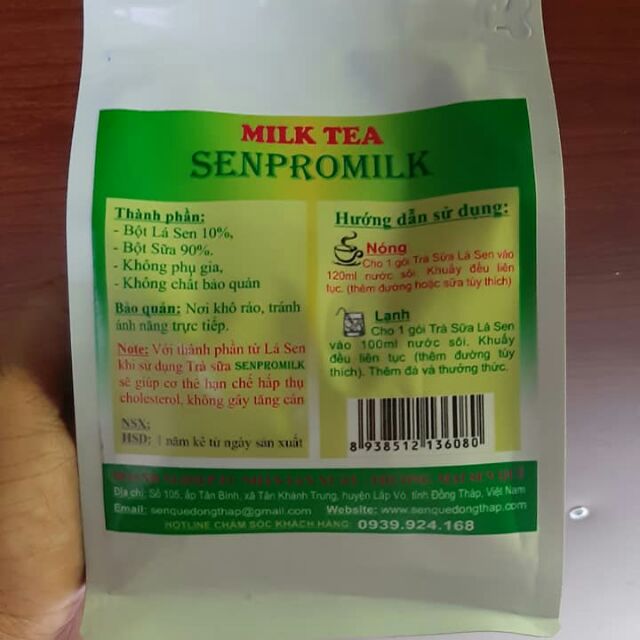 MILK TEA
SENPROMILK
Thành phần:
- Bột Lá Sen 10%,
- Bột Sữa 90%.
- Không phụ gia,
- Không chất bảo quản
Bảo quản: Nơi khô ráo, tránh
ánh nắng trực tiếp.
Note: Với thành phần từ Lá Sen
khi sử dụng Trà sữa SENPROMILK
sẽ giúp cơ thể hạn chế hấp thụ
cholesterol, không gây tăng cân
NSX:
HSD: 1 năm kể từ ngày sản xuất
Hướng dẫn sử dụng:
Nóng
Cho 1 gói Trà Sữa Lá Sen vào
120ml nước sôi. Khuấy đều liên
tục. (thêm đường hoặc sữa tùy thích)
Lạnh
Cho 1 gói Trà Sữa Lá Sen
vào 100ml nước sôi. Khuấy
đều liên tục (thêm đường tùy
thích). Thêm đá và thưởng thức.
8 938512 136080
Địa chỉ: Số 105, ấp Tân Bình, xã Tân Khánh Trung, huyện Lấp Vò, tỉnh Đồng Tháp, Việt Nam
Email: senquedongthap@gmail.com Website: www.senquedongthap.com
HOTLINE CHĂM SÓC KHÁCH HÀNG: 0939.924.168